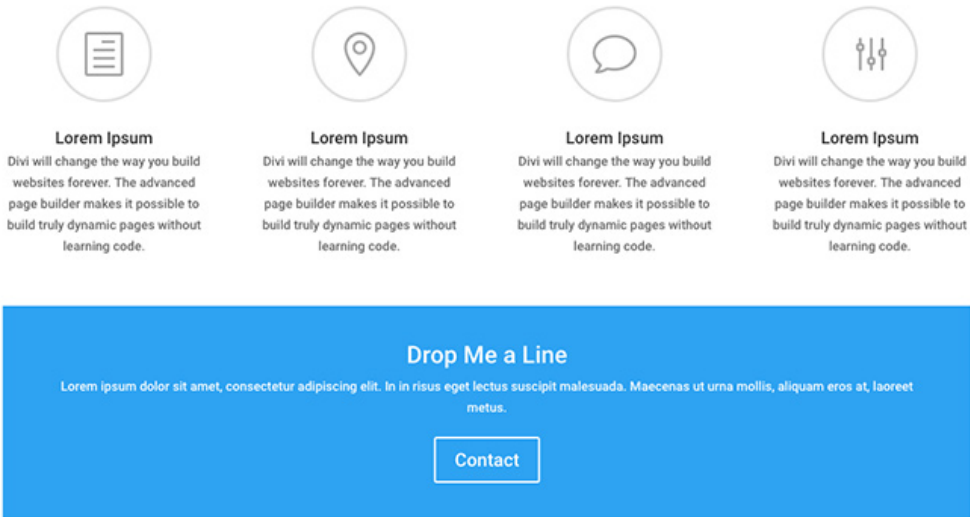 Lorem Ipsum
Divi will change the way you build
websites forever. The advanced
page builder makes it possible to
build truly dynamic pages without
learning code.
Lorem Ipsum
Divi will change the way you build
websites forever. The advanced
page builder makes it possible to
build truly dynamic pages without
learning code.
Lorem Ipsum
Divi will change the way you build
websites forever. The advanced
page builder makes it possible to
build truly dynamic pages without
learning code.
Lorem Ipsum
Divi will change the way you build
websites forever. The advanced
page builder makes it possible to
build truly dynamic pages without
learning code.
Drop Me a Line
Lorem ipsum dolor sit amet, consectetur adipiscing elit. In in risus eget lectus suscipit malesuada. Maecenas ut urna mollis, aliquam eros at, laoreet
metus.
Contact